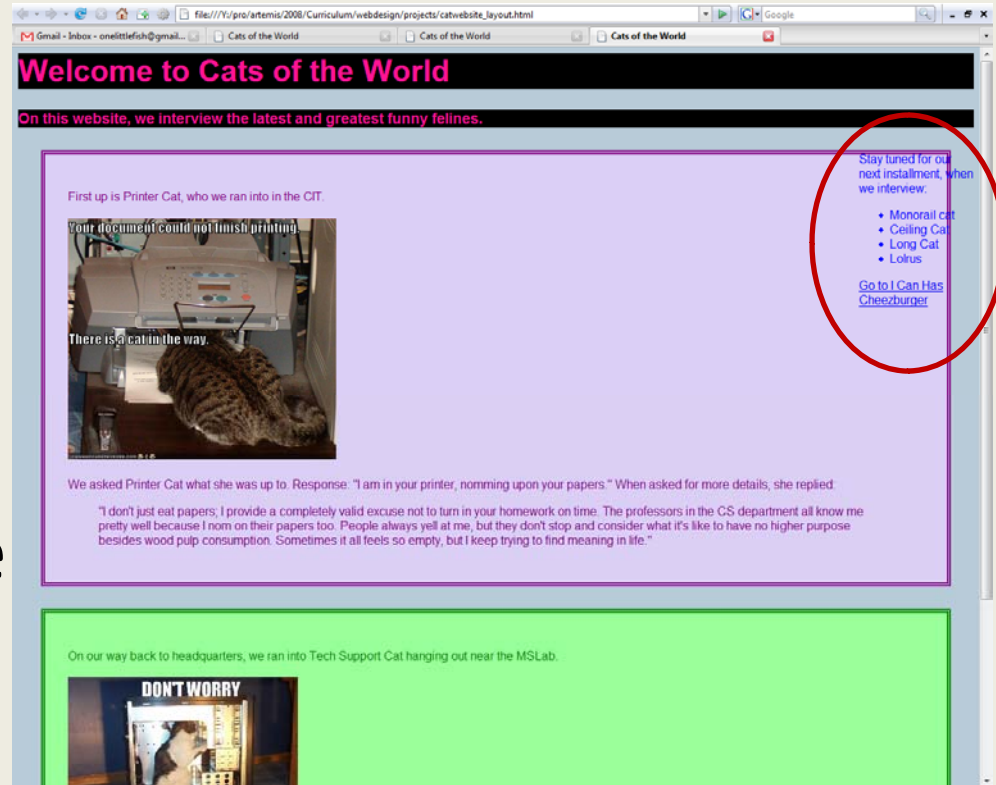 file:///Y:/pro/artemis/2008/Curriculum/webdesign/projects/catwebsite_layout.html
Google
Gmail - Inbox - onelittlefish@gmail...
Cats of the World
Cats of the World
Cats of the World
Welcome to Cats of the World
On this website, we interview the latest and greatest funny felines.
Stay tuned for our
next installment, when
we interview:
Monorail cat
Ceiling Cat
Long Cat
Lolrus
Go to I Can Has
Cheezburger
First up is Printer Cat, who we ran into in the CIT.
Your document could not finish printing.
There is a cat in the way.
We asked Printer Cat what she was up to. Response: "I am in your printer, nomming upon your papers." When asked for more details, she replied:
"I don't just eat papers; I provide a completely valid excuse not to turn in your homework on time. The professors in the CS department all know me
pretty well because I nom on their papers too. People always yell at me, but they don't stop and consider what it's like to have no higher purpose
besides wood pulp consumption. Sometimes it all feels so empty, but I keep trying to find meaning in life."
e
On our way back to headquarters, we ran into Tech Support Cat hanging out near the MSLab.
DON'T WORRY